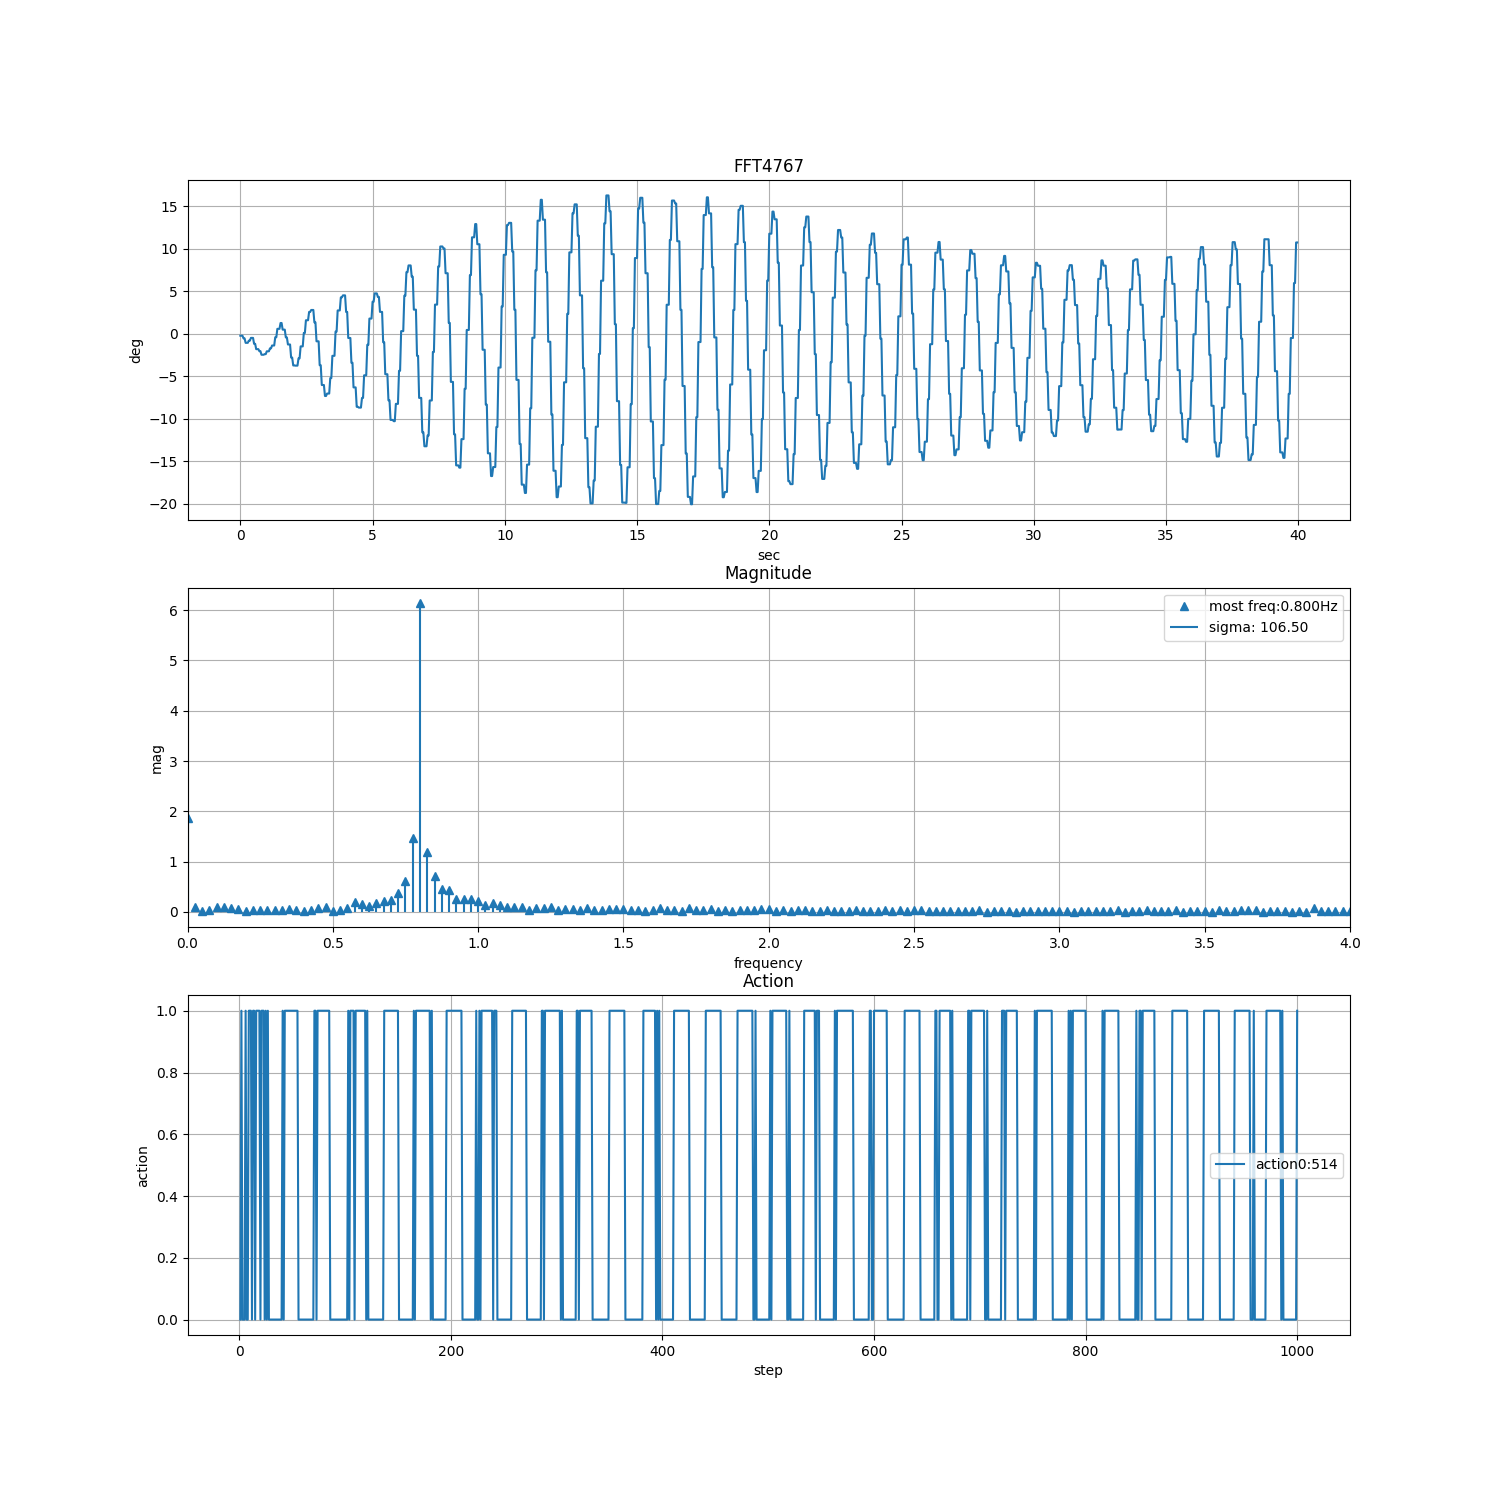 FFT4767
15
10
5
0
−5
−10
−15
−20
deg
0 5 10 15 20 25 30 35 40
sec
Magnitude
most freq:0.800Hz
sigma: 106.50
6
5
4
3
2
1
0
mag
0.0 0.5 1.0 1.5 2.0 2.5 3.0 3.5 4.0
frequency
Action
1.0
0.8
0.6
0.4
0.2
0.0
action
action0:514
0 200 400 600 800 1000
step